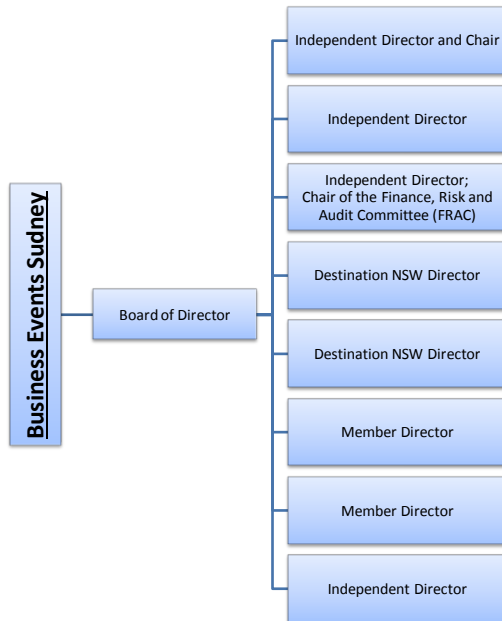 Business Events Sudney
Board of Director
Independent Director and Chair
Independent Director
Independent Director;
Chair of the Finance, Risk and
Audit Committee (FRAC)
Destination NSW Director
Destination NSW Director
Member Director
Member Director
Independent Director